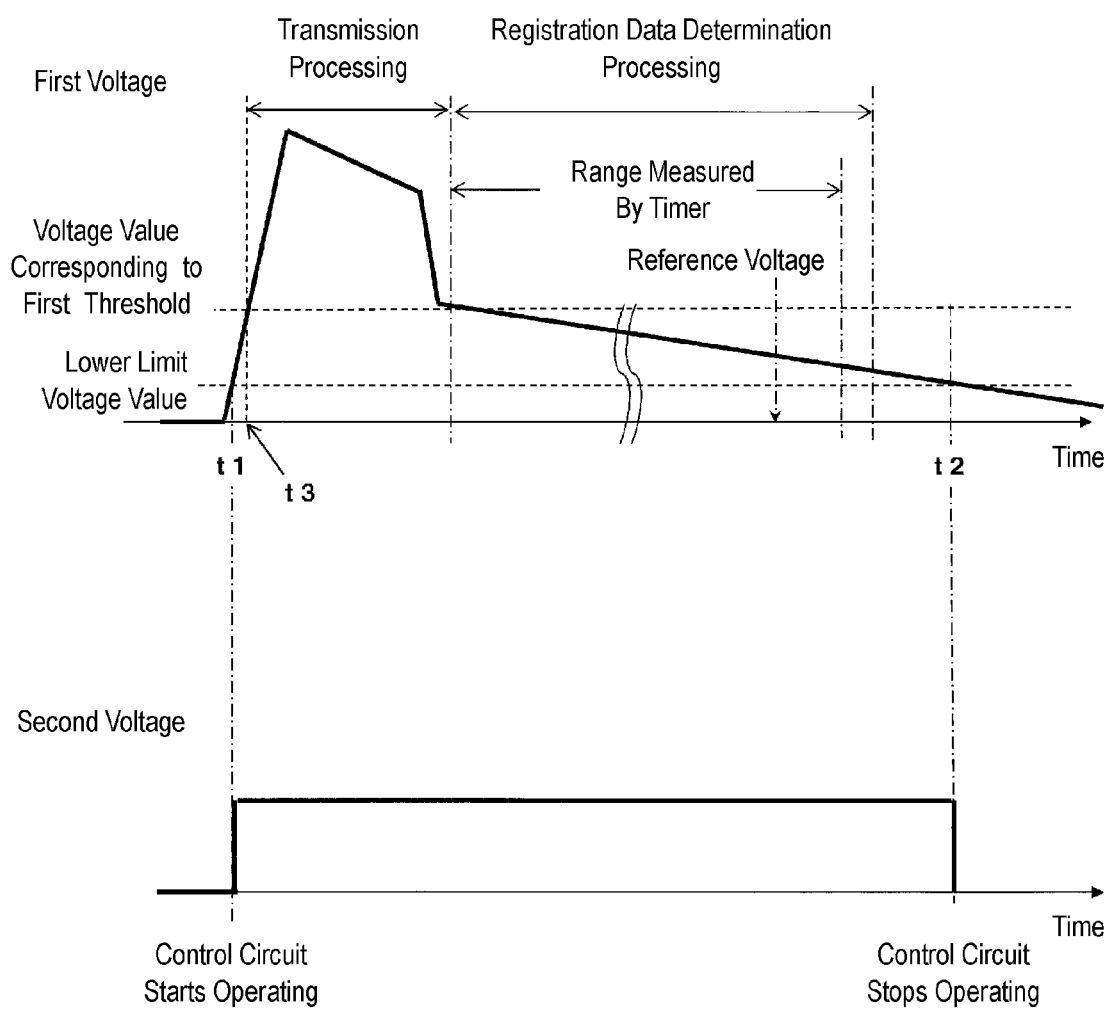 Transmission
Processing
Registration Data Determination
Processing
First Voltage
Range Measured
By Timer
Voltage Value
Corresponding to
First Threshold
Reference Voltage
Lower Limit
Voltage Value
t 1
t 3
t 2
Time
Second Voltage
Time
Control Circuit
Starts Operating
Control Circuit
Stops Operating